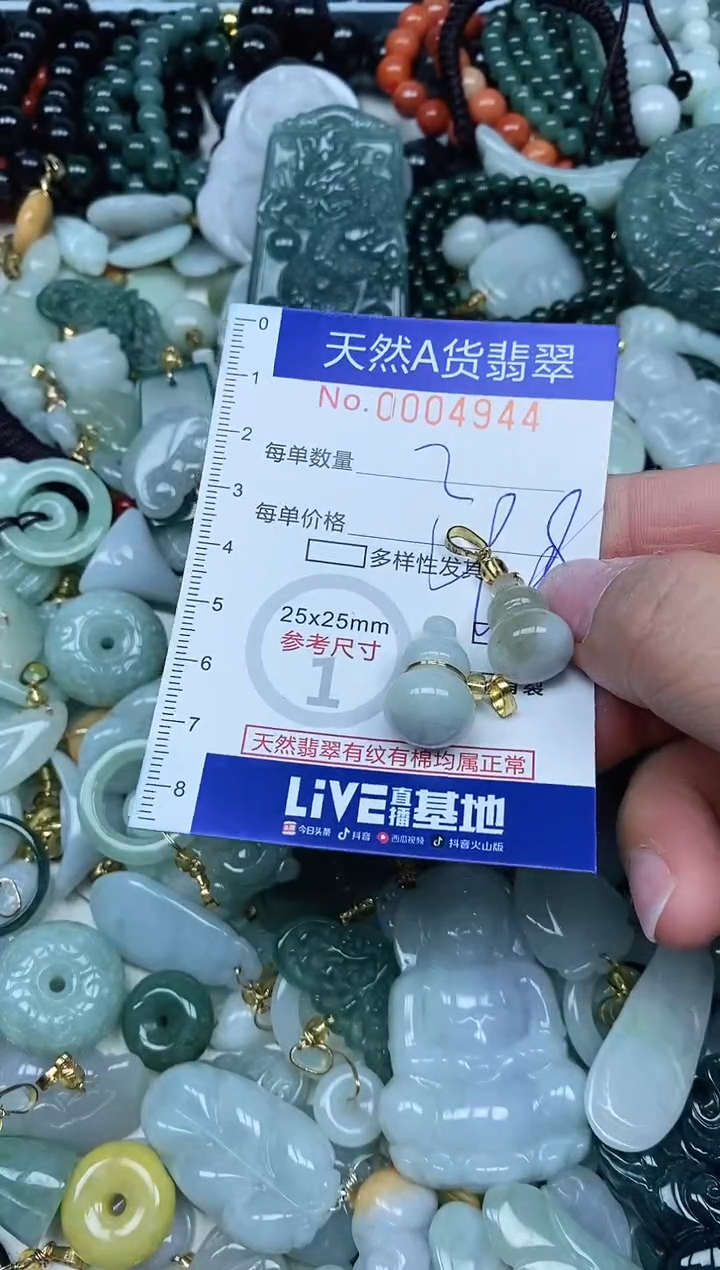 天然A货翡翠
No.0004944
每单数量 2
每单价格
多样性发货
25x25mm
参考尺寸
1
天然翡翠有纹有棉均属正常
LiVE直播基地
今日头条 抖音 西瓜视频 抖音火山版
0
1
2
3
4
5
6
7
8